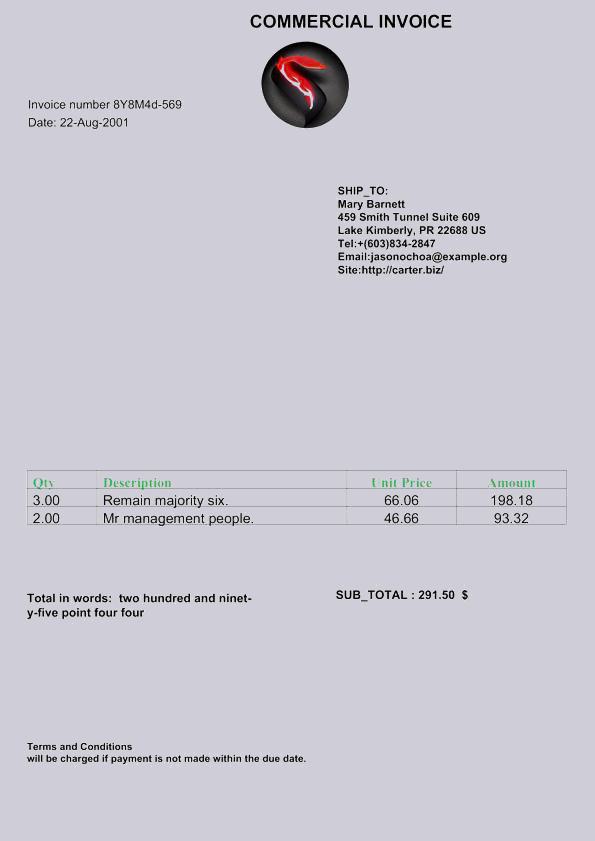 COMMERCIAL INVOICE
Invoice number 8Y8M4d-569
Date: 22-Aug-2001
SHIP_TO:
Mary Barnett
459 Smith Tunnel Suite 609
Lake Kimberly, PR 22688 US
Tel:+(603)834-2847
Email:jasonochoa@example.org
Site:http://carter.biz/
Qty Description Unit Price Amount
3.00 Remain majority six. 66.06 198.18
2.00 Mr management people. 46.66 93.32
Total in words: two hundred and ninet-
y-five point four four
SUB_TOTAL : 291.50 $
Terms and Conditions
will be charged if payment is not made within the due date.